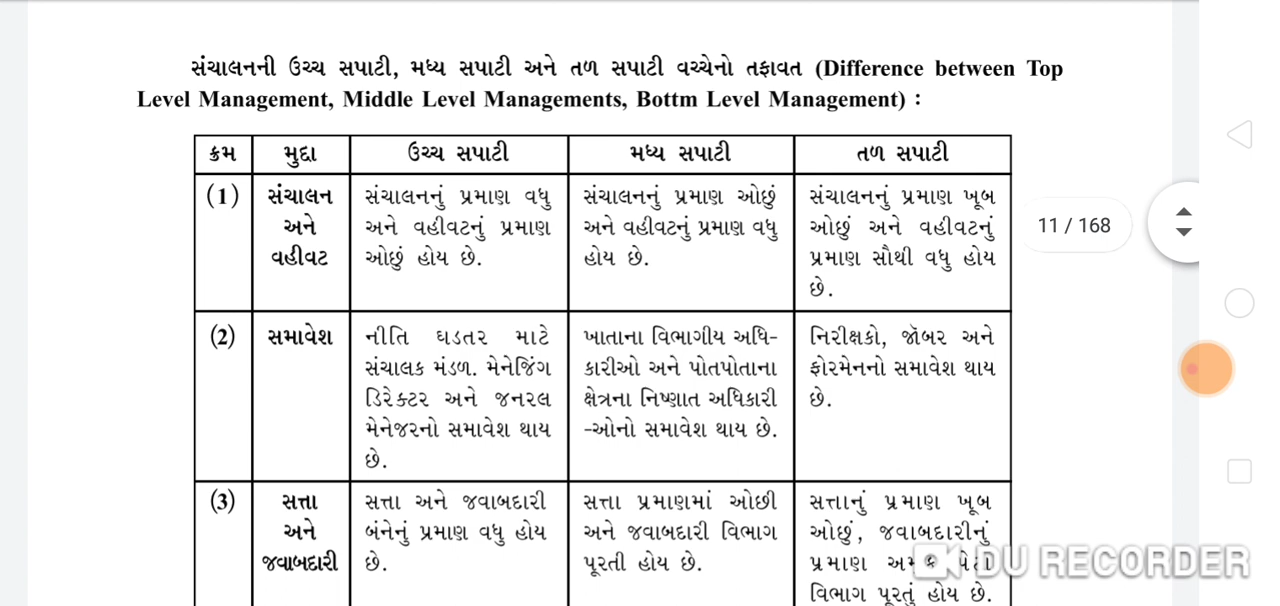 સંચાલનની ઉચ્ચ સપાટી, મધ્ય સપાટી અને તળ સપાટી વચ્ચેનો તફાવત (Difference between Top
Level Management, Middle Level Managements, Bottm Level Management) :
ક્રમ મુદ્દા ઉચ્ચ સપાટી મધ્ય સપાટી તળ સપાટી
(1) સંચાલન સંચાલનનું પ્રમાણ વધુ સંચાલનનું પ્રમાણ ઓછું સંચાલનનું પ્રમાણ ખૂબ
અને અને વહીવટનું પ્રમાણ અને વહીવટનું પ્રમાણ વધુ ઓછું અને વહીવટનું
વહીવટ ઓછું હોય છે. હોય છે. પ્રમાણ સૌથી વધુ હોય
છે.
11 / 168
(2) સમાવેશ નીતિ ઘડતર માટે ખાતાના વિભાગીય અધિ- નિરીક્ષકો, જૉબર અને
સંચાલક મંડળ. મેનેજિંગ કારીઓ અને પોતપોતાના ફોરમેનનો સમાવેશ થાય
ડિરેક્ટર અને જનરલ ક્ષેત્રના નિષ્ણાત અધિકારી છે.
મેનેજરનો સમાવેશ થાય -ઓનો સમાવેશ થાય છે.
છે.
(3) સત્તા સત્તા અને જવાબદારી સત્તા પ્રમાણમાં ઓછી સત્તાનું પ્રમાણ ખૂબ
અને બંનેનું પ્રમાણ વધુ હોય અને જવાબદારી વિભાગ ઓછું, જવાબદારીનું
જવાબદારી છે. પૂરતી હોય છે. પ્રમાણ
વિભાગ પૂરતું હોય છે.
DU RECORDER